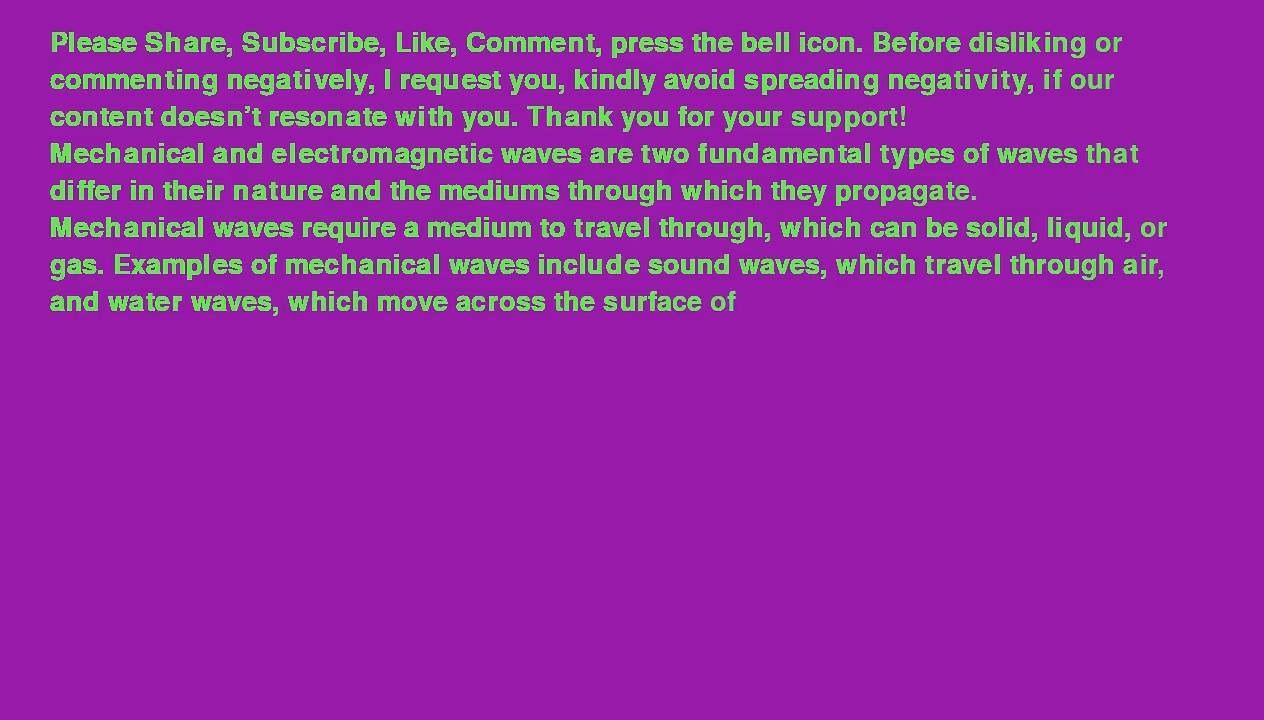 Please Share, Subscribe, Like, Comment, press the bell icon. Before disliking or
commenting negatively, I request you, kindly avoid spreading negativity, if our
content doesn’t resonate with you. Thank you for your support!
Mechanical and electromagnetic waves are two fundamental types of waves that
differ in their nature and the mediums through which they propagate.
Mechanical waves require a medium to travel through, which can be solid, liquid, or
gas. Examples of mechanical waves include sound waves, which travel through air,
and water waves, which move across the surface of